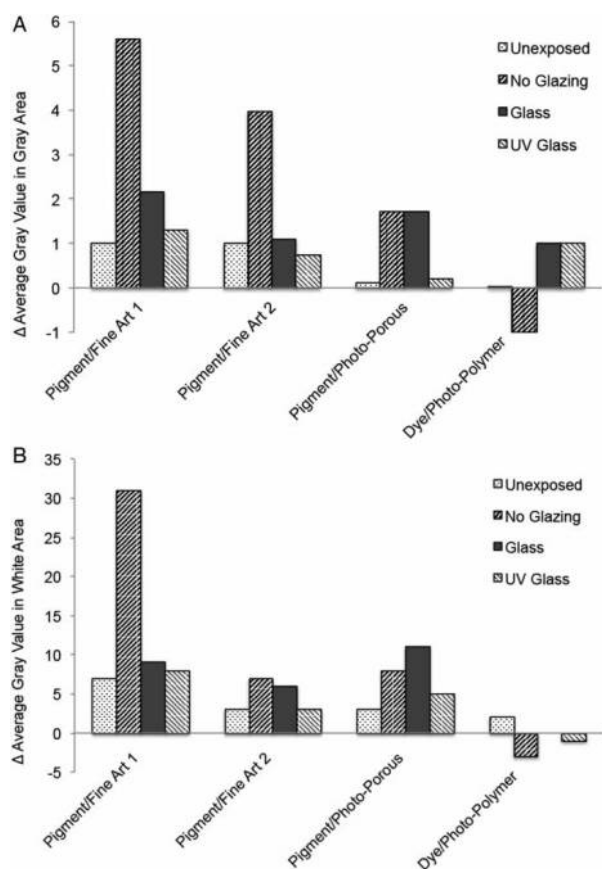 A
Δ Average Gray Value in Gray Area
6
5
4
3
2
1
0
-1
Unexposed
No Glazing
Glass
UV Glass
Pigment/Fine Art 1
Pigment/Fine Art 2
Pigment/Photo-Porous
Dye/Photo-Polymer
B
Δ Average Gray Value in White Area
35
30
25
20
15
10
5
0
-5
Unexposed
No Glazing
Glass
UV Glass
Pigment/Fine Art 1
Pigment/Fine Art 2
Pigment/Photo-Porous
Dye/Photo-Polymer